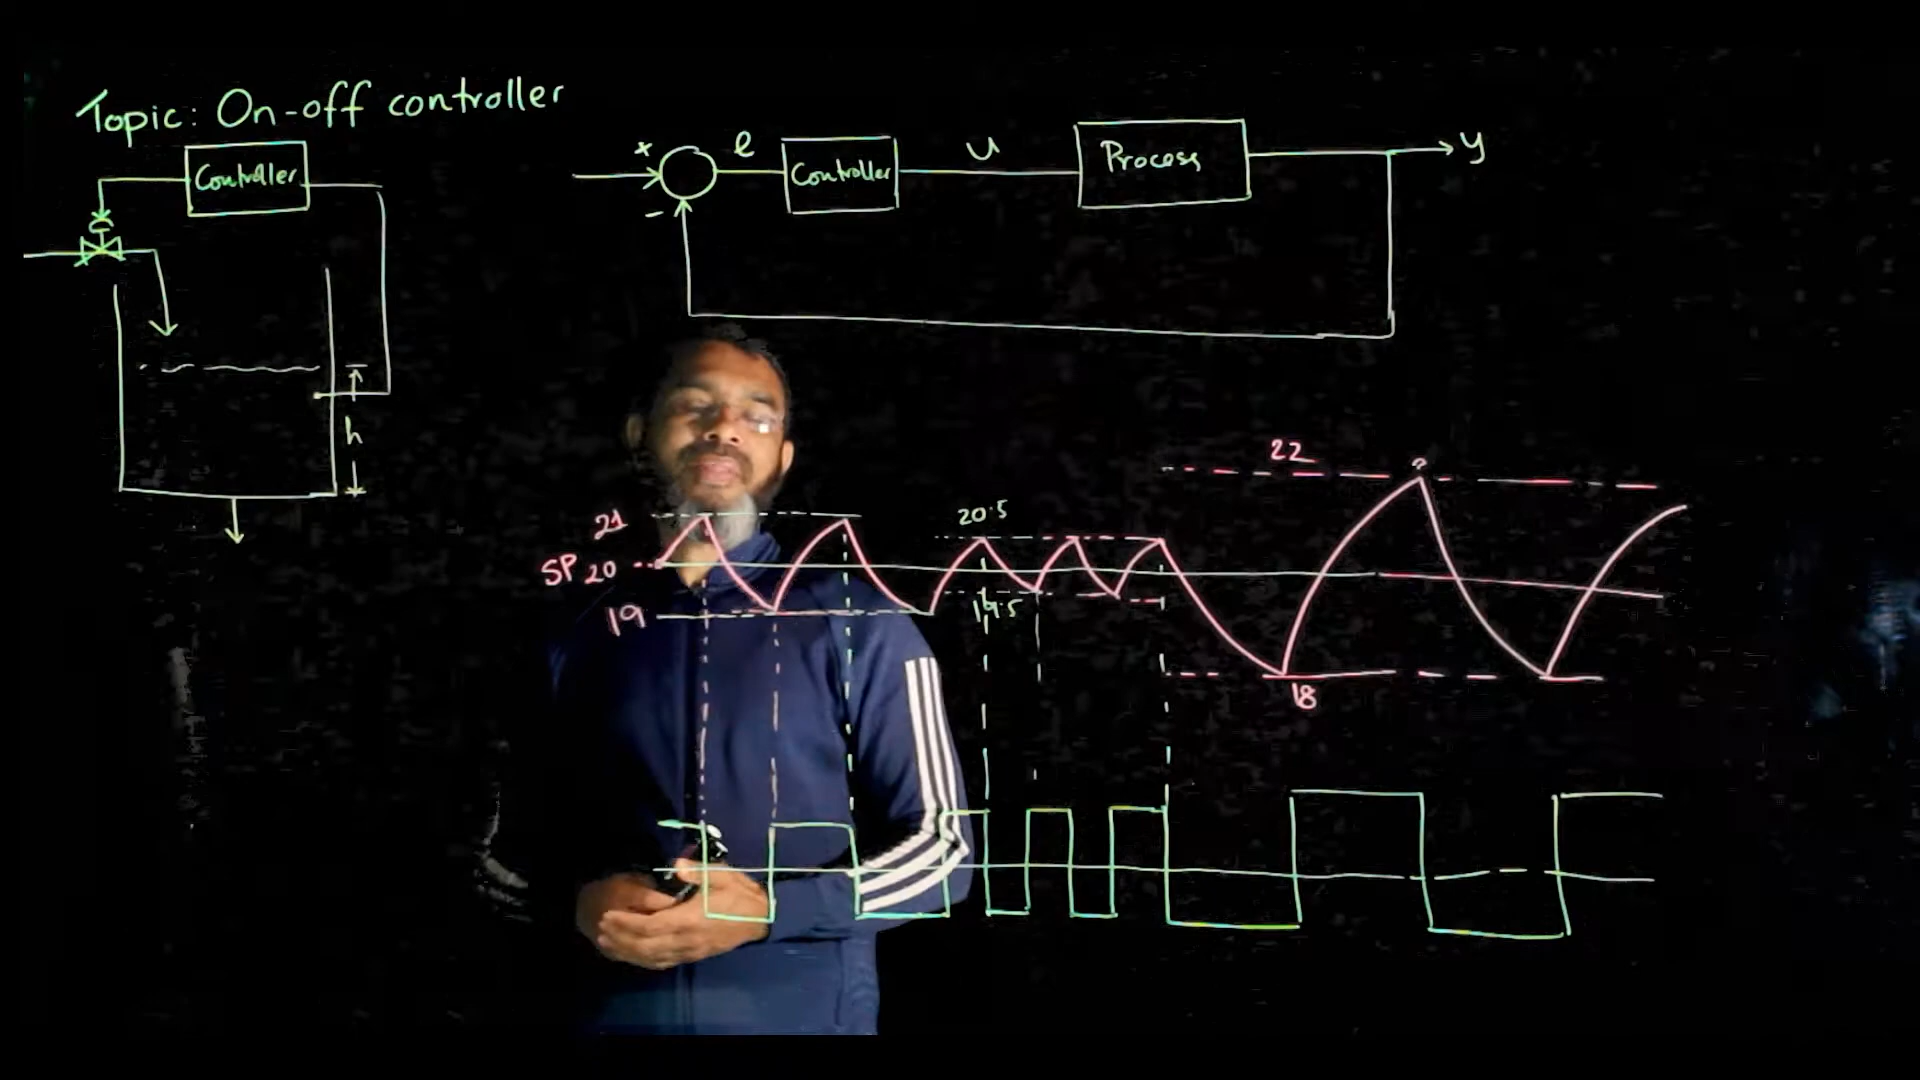 Topic: On-off controller
Controller
h
+
-
e
Controller
u
Process
y
22
21
SP 20
19
20.5
19.5
18